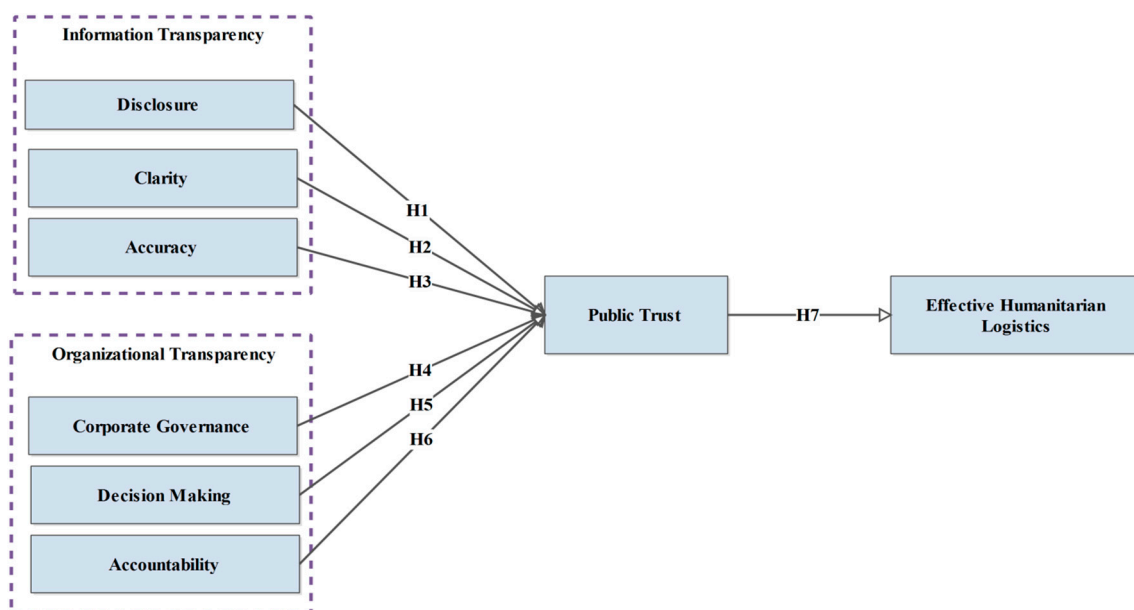 Information Transparency
Disclosure
Clarity
Accuracy
H1
H2
H3
Organizational Transparency
Corporate Governance
Decision Making
Accountability
H4
H5
H6
Public Trust
H7
Effective Humanitarian
Logistics